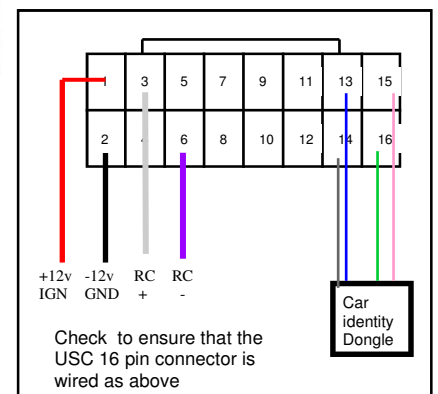 1 3 5 7 9 11 13 15
2 4 6 8 10 12 14 16
+12v -12v RC RC
IGN GND + -
Car
identity
Dongle
Check to ensure that the
USC 16 pin connector is
wired as above